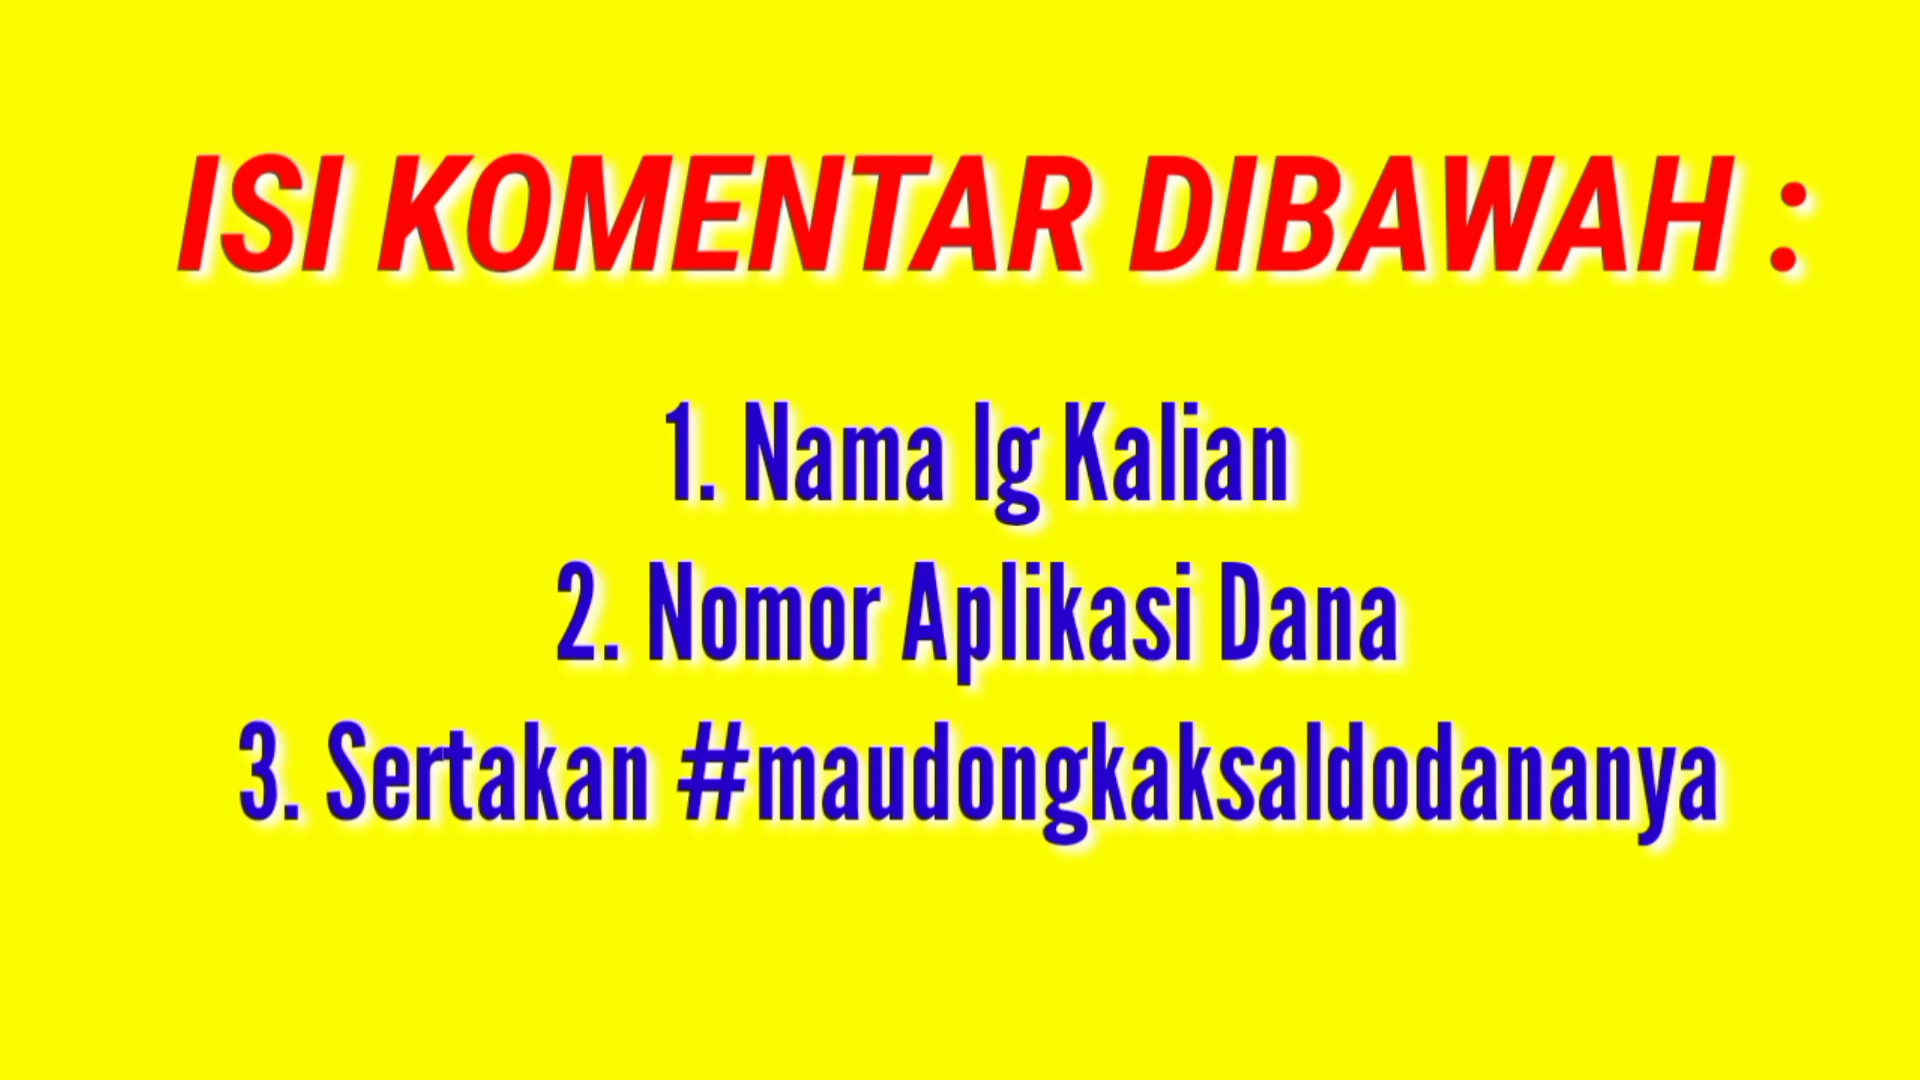 ISI KOMENTAR DIBAWAH :
1. Nama Ig Kalian
2. Nomor Aplikasi Dana
3. Sertakan #maudongkaksaldodananya